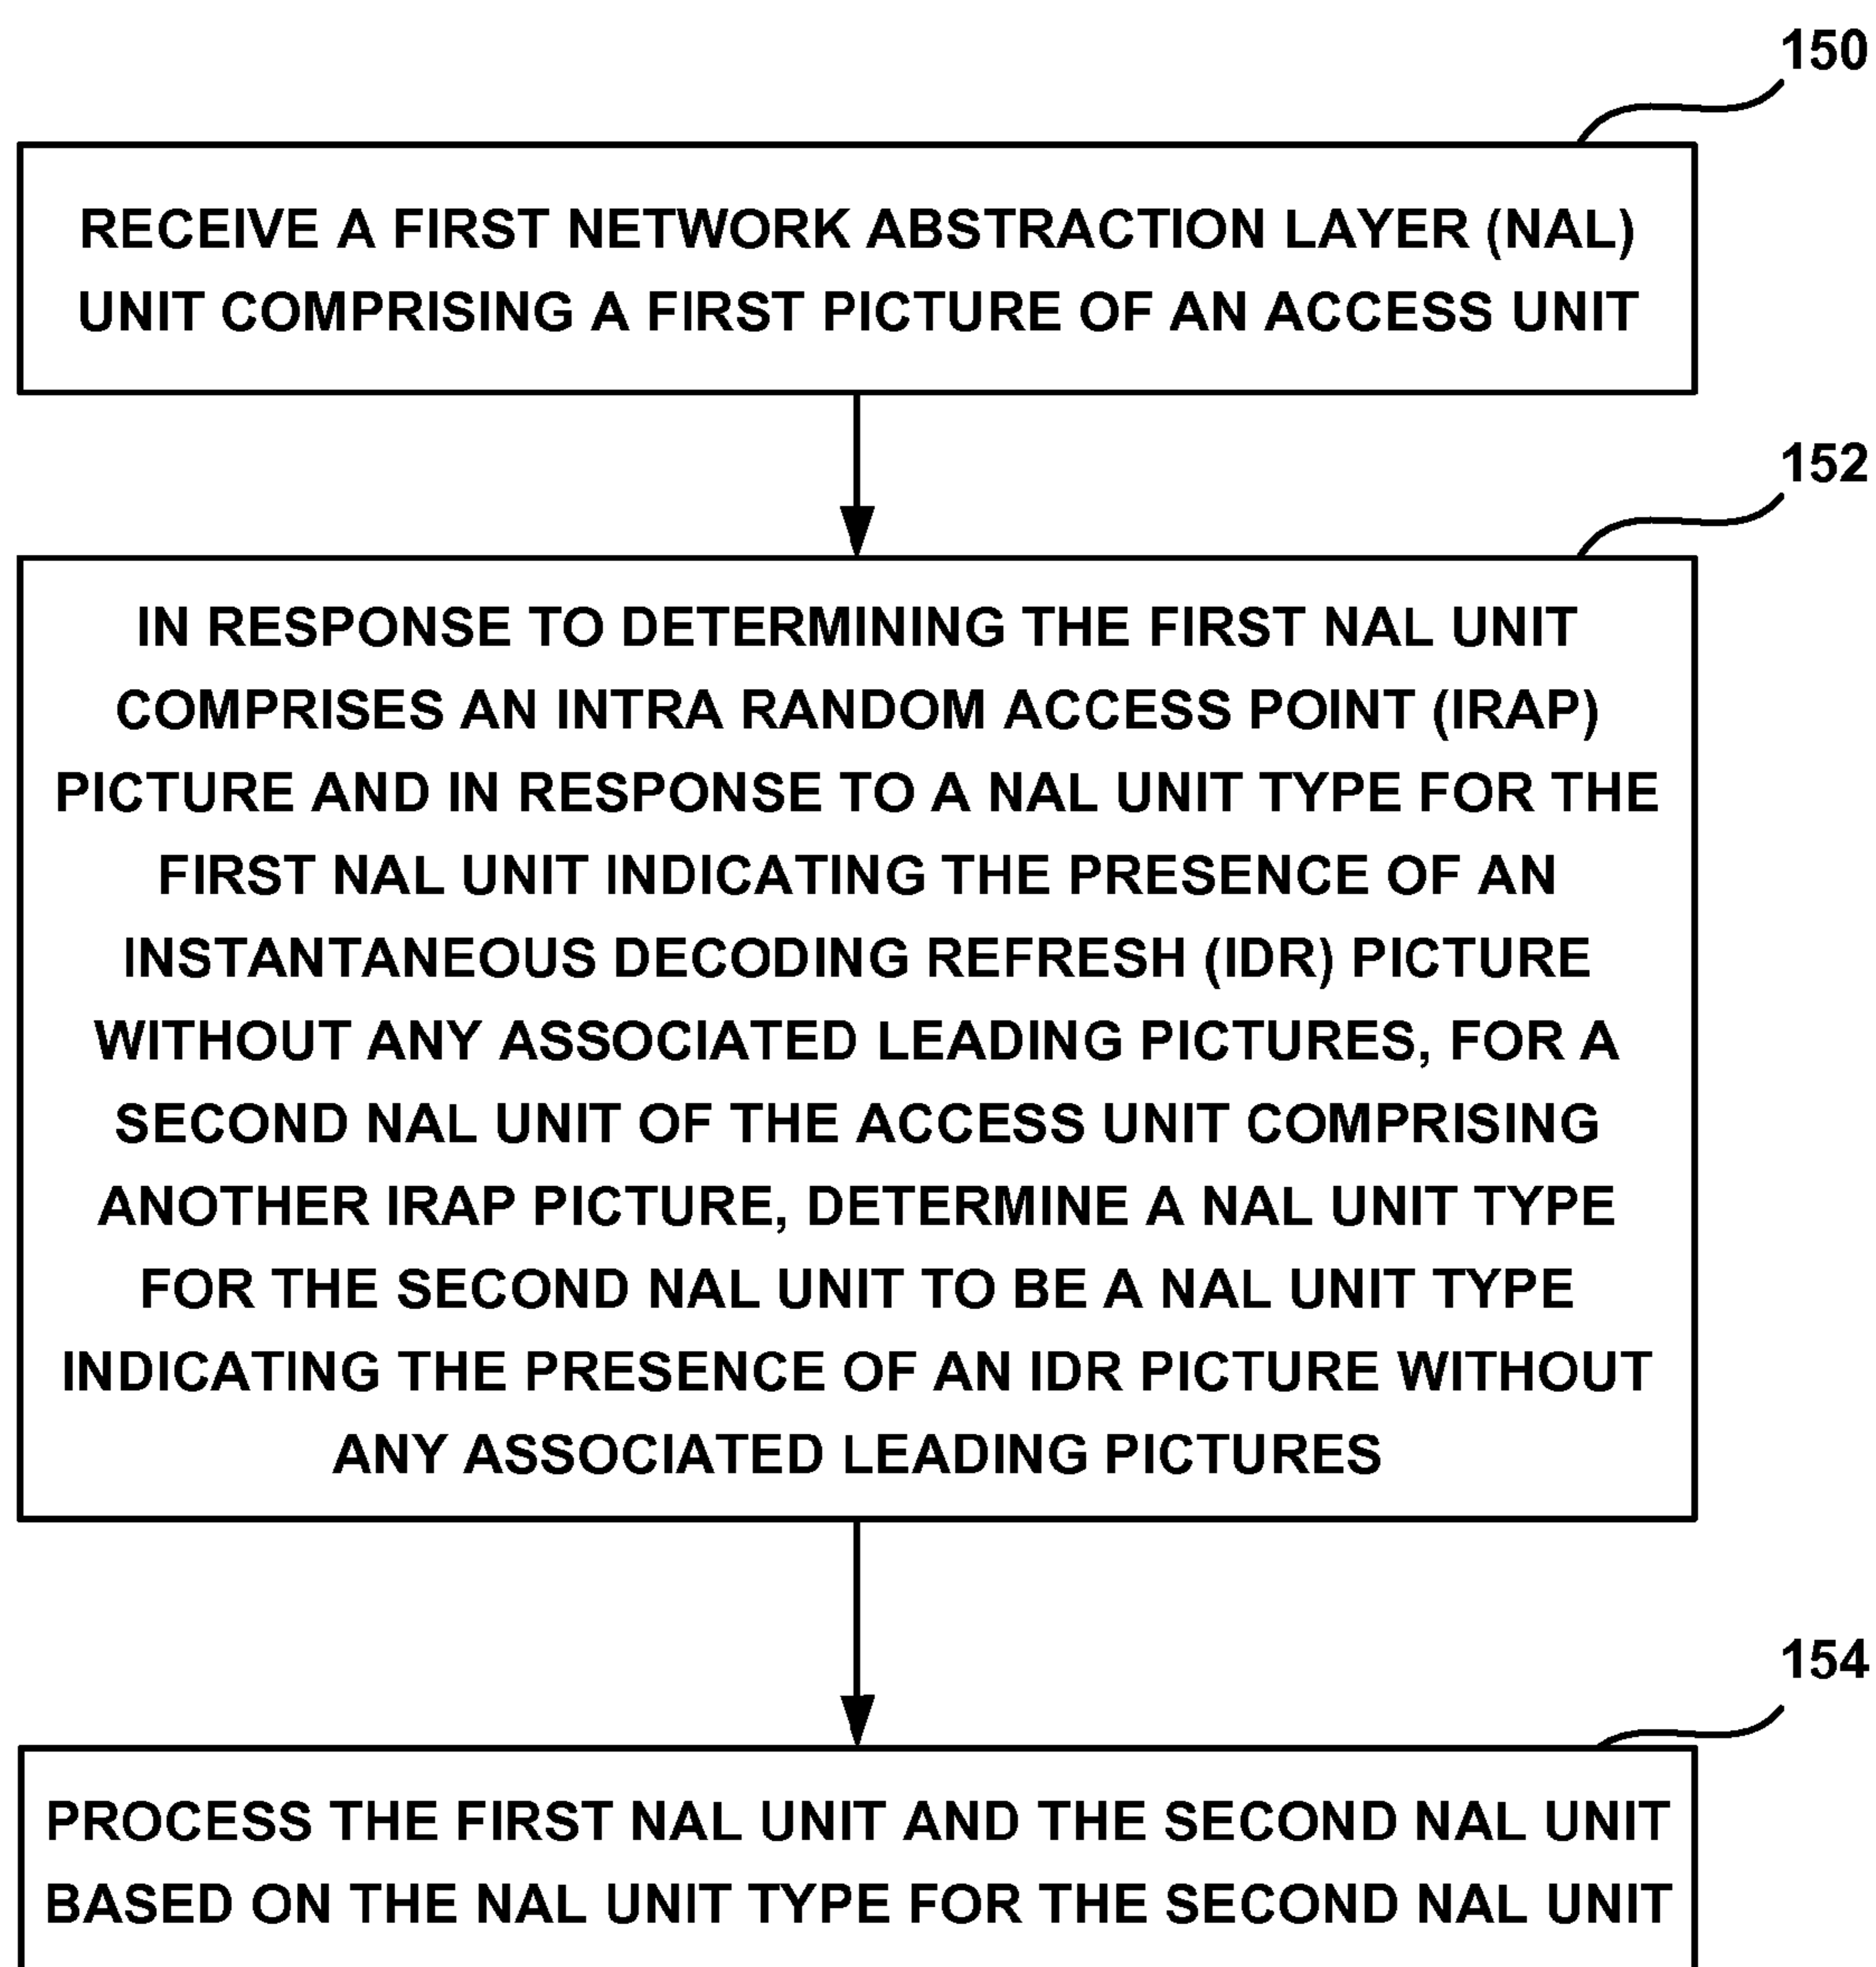 150
RECEIVE A FIRST NETWORK ABSTRACTION LAYER (NAL)
UNIT COMPRISING A FIRST PICTURE OF AN ACCESS UNIT
152
IN RESPONSE TO DETERMINING THE FIRST NAL UNIT
COMPRISES AN INTRA RANDOM ACCESS POINT (IRAP)
PICTURE AND IN RESPONSE TO A NAL UNIT TYPE FOR THE
FIRST NAL UNIT INDICATING THE PRESENCE OF AN
INSTANTANEOUS DECODING REFRESH (IDR) PICTURE
WITHOUT ANY ASSOCIATED LEADING PICTURES, FOR A
SECOND NAL UNIT OF THE ACCESS UNIT COMPRISING
ANOTHER IRAP PICTURE, DETERMINE A NAL UNIT TYPE
FOR THE SECOND NAL UNIT TO BE A NAL UNIT TYPE
INDICATING THE PRESENCE OF AN IDR PICTURE WITHOUT
ANY ASSOCIATED LEADING PICTURES
154
PROCESS THE FIRST NAL UNIT AND THE SECOND NAL UNIT
BASED ON THE NAL UNIT TYPE FOR THE SECOND NAL UNIT